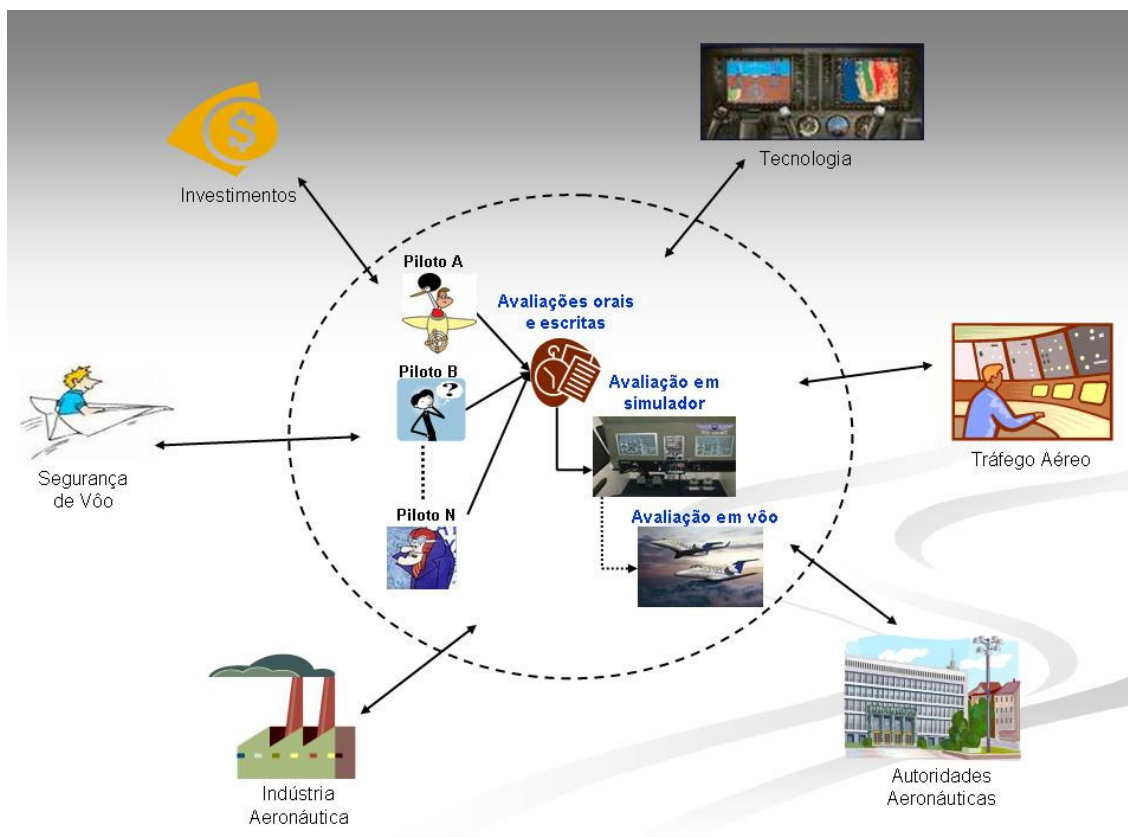 Tecnologia
Investimentos
Piloto A
Avaliações orais
e escritas
Piloto B
Avaliação em
simulador
Tráfego Aéreo
Segurança
de Vôo
Piloto N
Avaliação em vôo
Indústria
Aeronáutica
Autoridades
Aeronáuticas